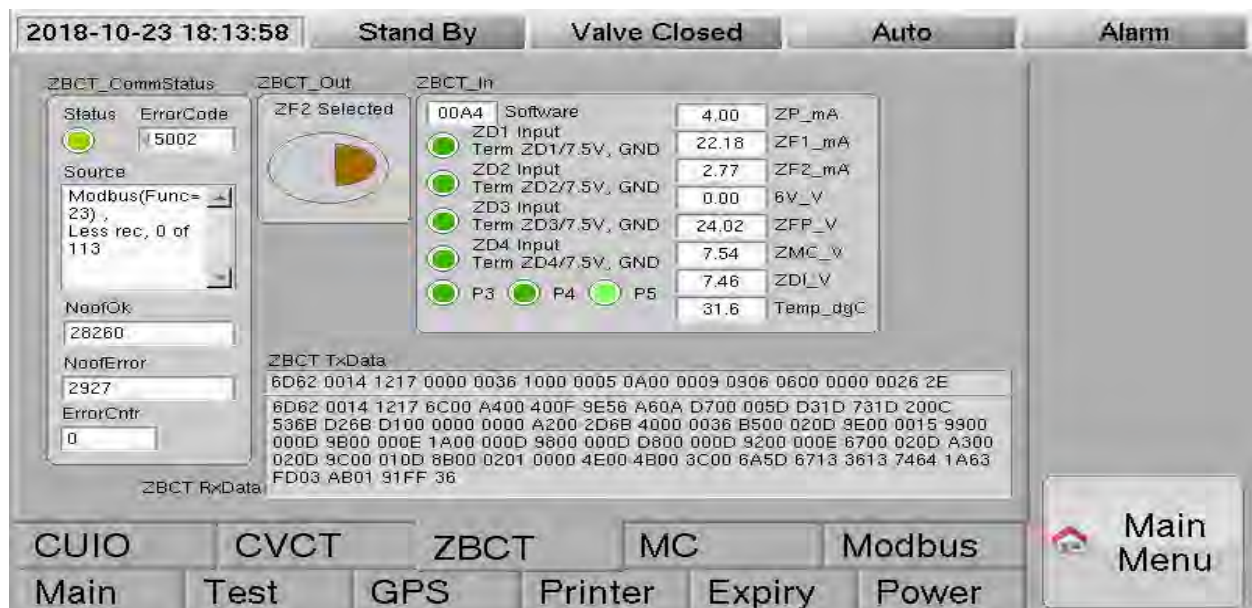 2018-10-23 18:13:58
Stand By
Valve Closed
Auto
Alarm
ZBCT_CommStatus
Status ErrorCode
5002
Source
Modbus(Func=
23) ,
Less rec, 0 of
113
NoofOk
28260
NoofError
2927
ErrorCntr
0
ZBCT_Out
ZF2 Selected
ZBCT_In
00A4 Software
ZD1 Input
Term ZD1/7.5V, GND
ZD2 Input
Term ZD2/7.5V, GND
ZD3 Input
Term ZD3/7.5V, GND
ZD4 Input
Term ZD4/7.5V, GND
P3 P4 P5
4.00 ZP_mA
22.18 ZF1_mA
2.77 ZF2_mA
0.00 6V_V
24.02 ZFP_V
7.54 ZMC_V
7.46 ZDI_V
31.6 Temp_dgC
ZBCT TxData
6D62 0014 1217 0000 0036 1000 0005 0A00 0009 0906 0600 0000 0026 2E
6D62 0014 1217 6C00 A400 400F 9E56 A60A D700 005D D31D 731D 200C
536B D26B D100 0000 0000 A200 2D6B 4000 0036 B500 020D 9E00 0015 9900
000D 9B00 000E 1A00 000D 9800 000D D800 000D 9200 000E 6700 020D A300
020D 9C00 010D 8B00 0201 0000 4E00 4B00 3C00 6A5D 6713 3613 7464 1A63
FD03 AB01 91FF 36
ZBCT RxData
CUIO
CVCT
ZBCT
MC
Modbus
Main
Test
GPS
Printer
Expiry
Power
Main
Menu